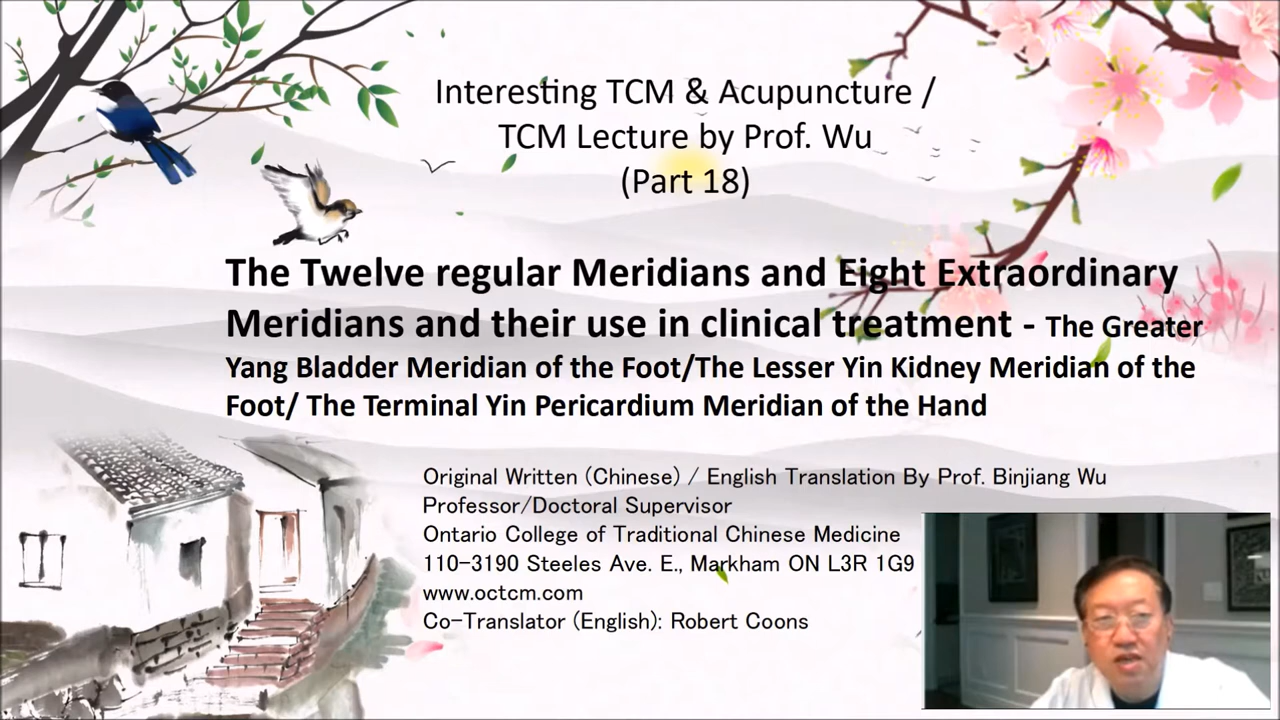 Interesting TCM & Acupuncture /
TCM Lecture by Prof. Wu
(Part 18)
The Twelve regular Meridians and Eight Extraordinary
Meridians and their use in clinical treatment - The Greater
Yang Bladder Meridian of the Foot/The Lesser Yin Kidney Meridian of the
Foot/ The Terminal Yin Pericardium Meridian of the Hand
Original Written (Chinese) / English Translation By Prof. Binjiang Wu
Professor/Doctoral Supervisor
Ontario College of Traditional Chinese Medicine
110-3190 Steeles Ave. E., Markham ON L3R 1G9
www.octcm.com
Co-Translator (English): Robert Coons